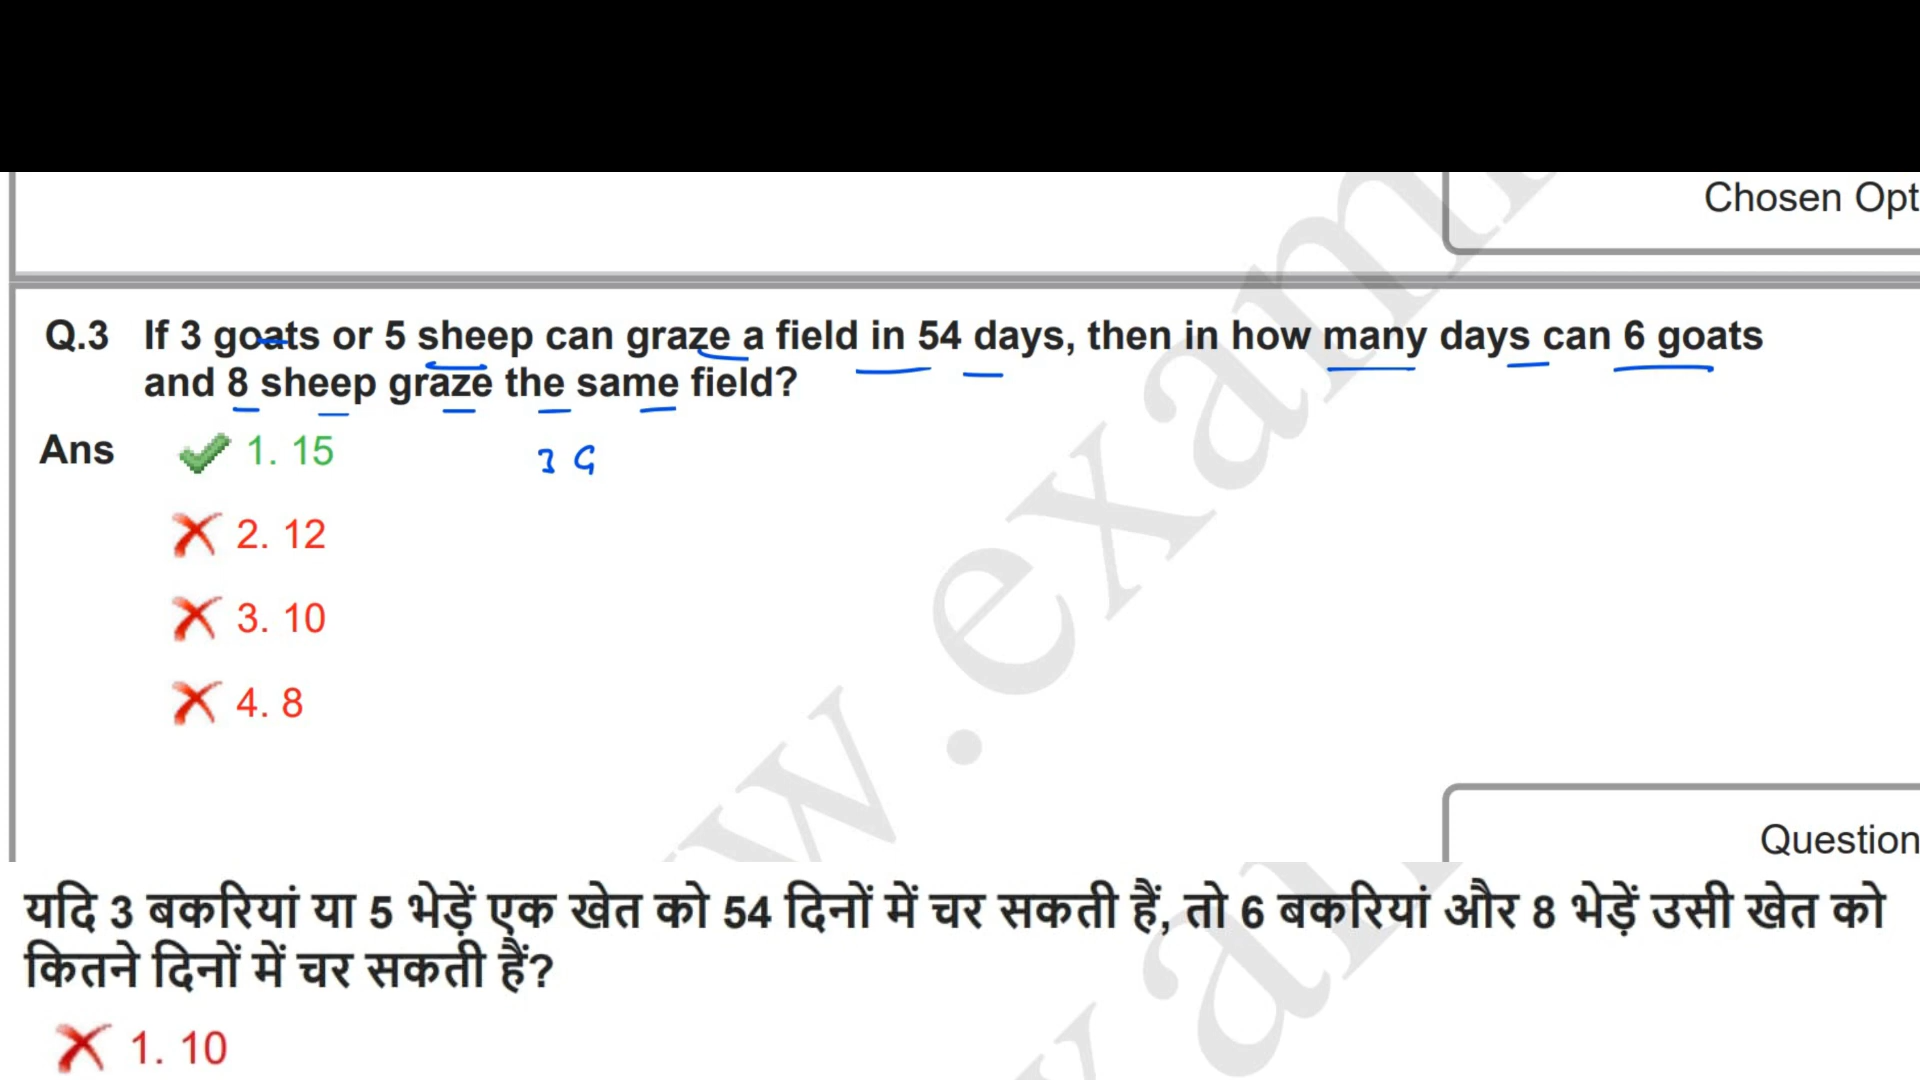 Chosen Opt
Q.3 If 3 goats or 5 sheep can graze a field in 54 days, then in how many days can 6 goats
and 8 sheep graze the same field?
Ans 1. 15
3 G
2. 12
3. 10
4. 8
Question
यदि 3 बकरियां या 5 भेड़ें एक खेत को 54 दिनों में चर सकती हैं, तो 6 बकरियां और 8 भेड़ें उसी खेत को
कितने दिनों में चर सकती हैं?
1. 10
w.exam